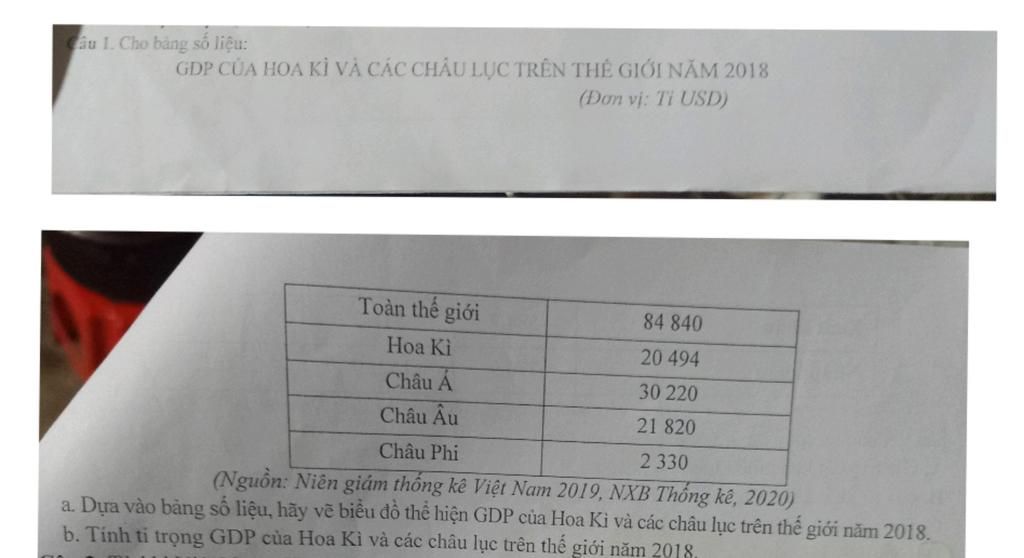 Câu 1. Cho bảng số liệu:
GDP CỦA HOA KÌ VÀ CÁC CHÂU LỤC TRÊN THẾ GIỚI NĂM 2018
(Đơn vị: Tỉ USD)
Toàn thế giới 84 840
Hoa Kì 20 494
Châu Á 30 220
Châu Âu 21 820
Châu Phi 2 330
(Nguồn: Niên giám thống kê Việt Nam 2019, NXB Thống kê, 2020)
a. Dựa vào bảng số liệu, hãy vẽ biểu đồ thể hiện GDP của Hoa Kì và các châu lục trên thế giới năm 2018.
b. Tính tỉ trọng GDP của Hoa Kì và các châu lục trên thế giới năm 2018.